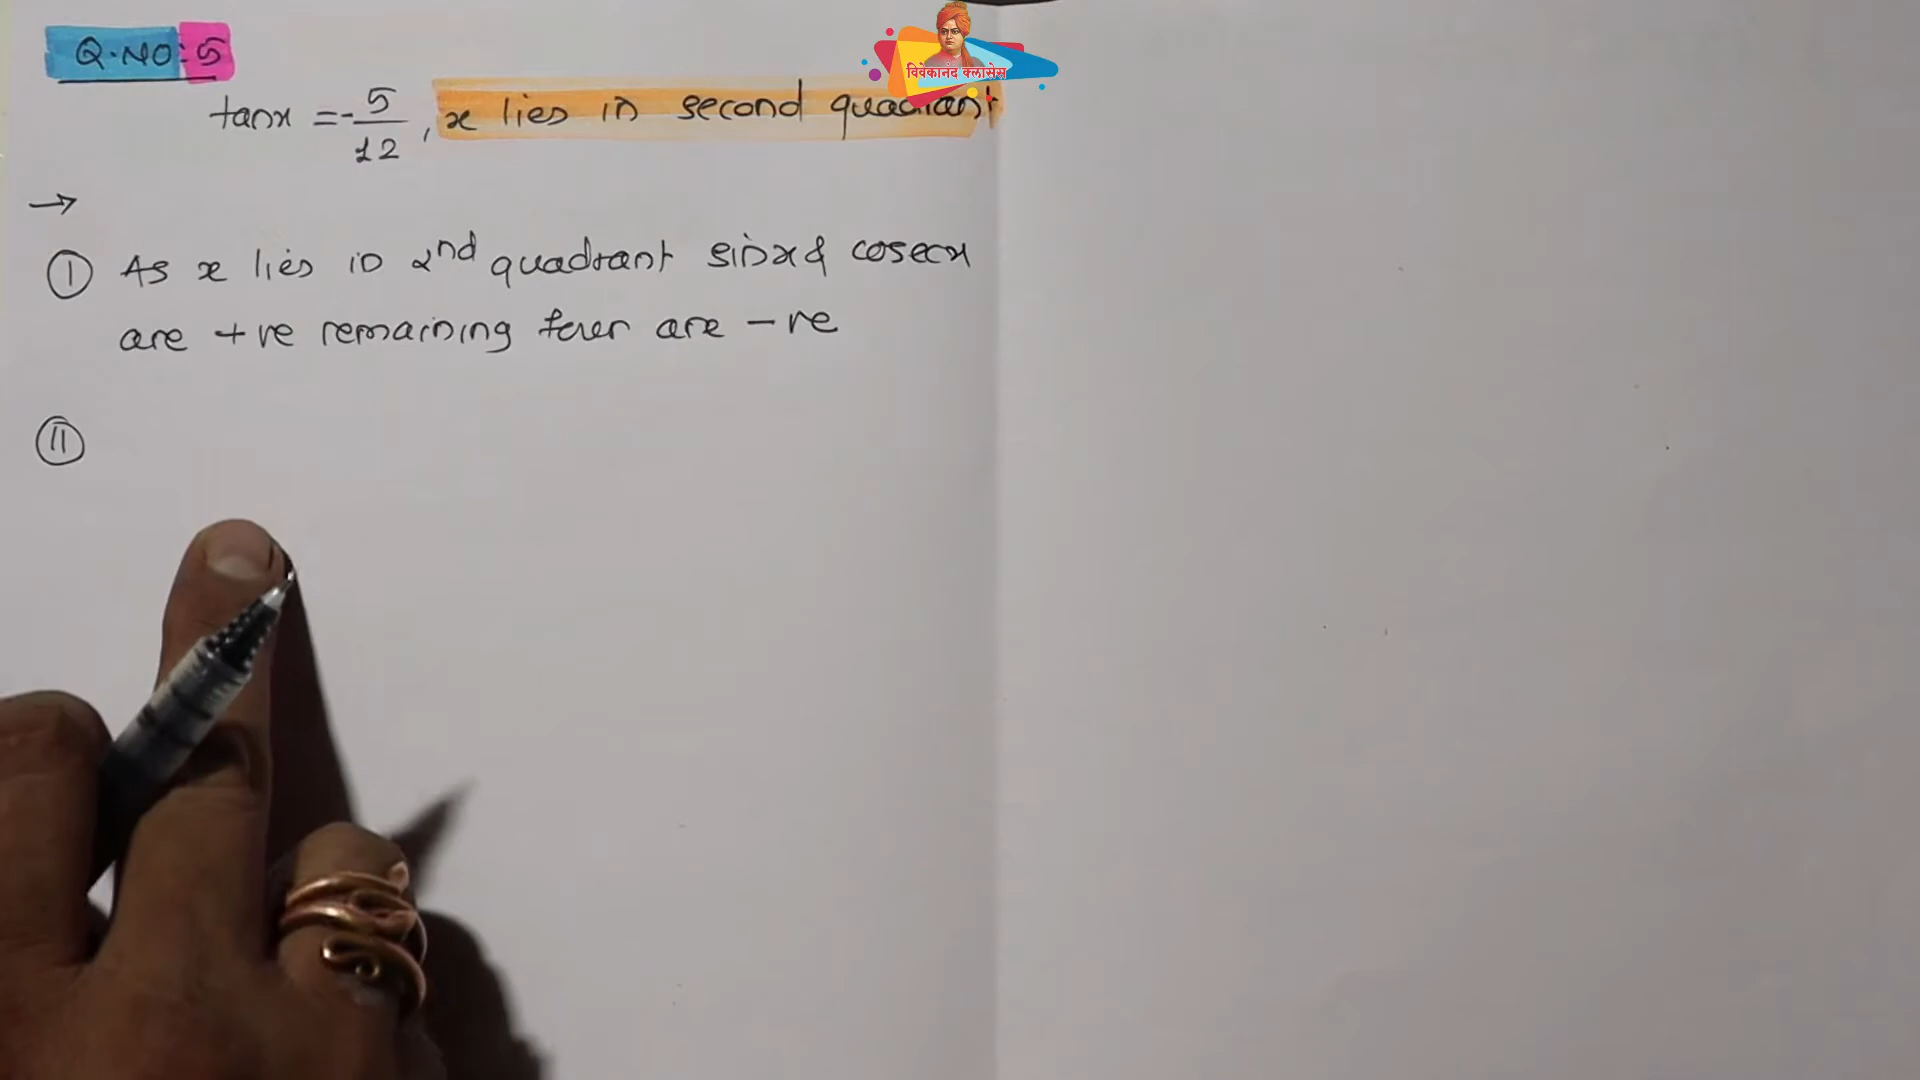 Q.NO:5
विवेकानंद क्लासेस
tanx = -5/12, x lies in second quadrant
→
① As x lies in 2nd quadrant sinx & cosecx
are +ve remaining four are -ve
⑪